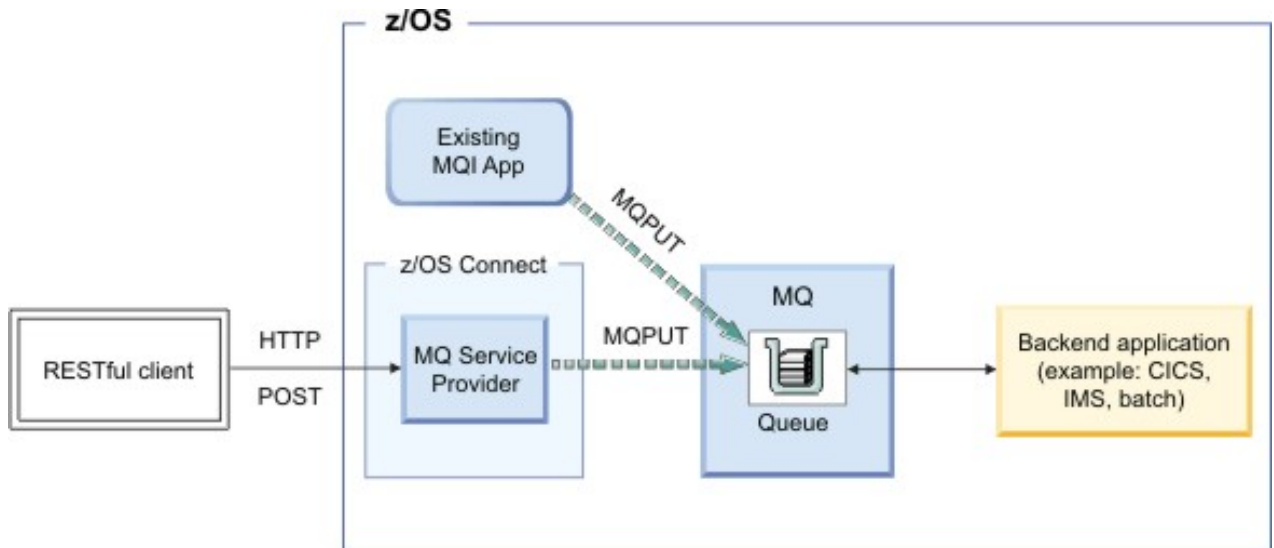 z/OS
Existing
MQI App
MQPUT
z/OS Connect
MQ
RESTful client
HTTP
POST
MQ Service
Provider
MQPUT
Queue
Backend application
(example: CICS,
IMS, batch)